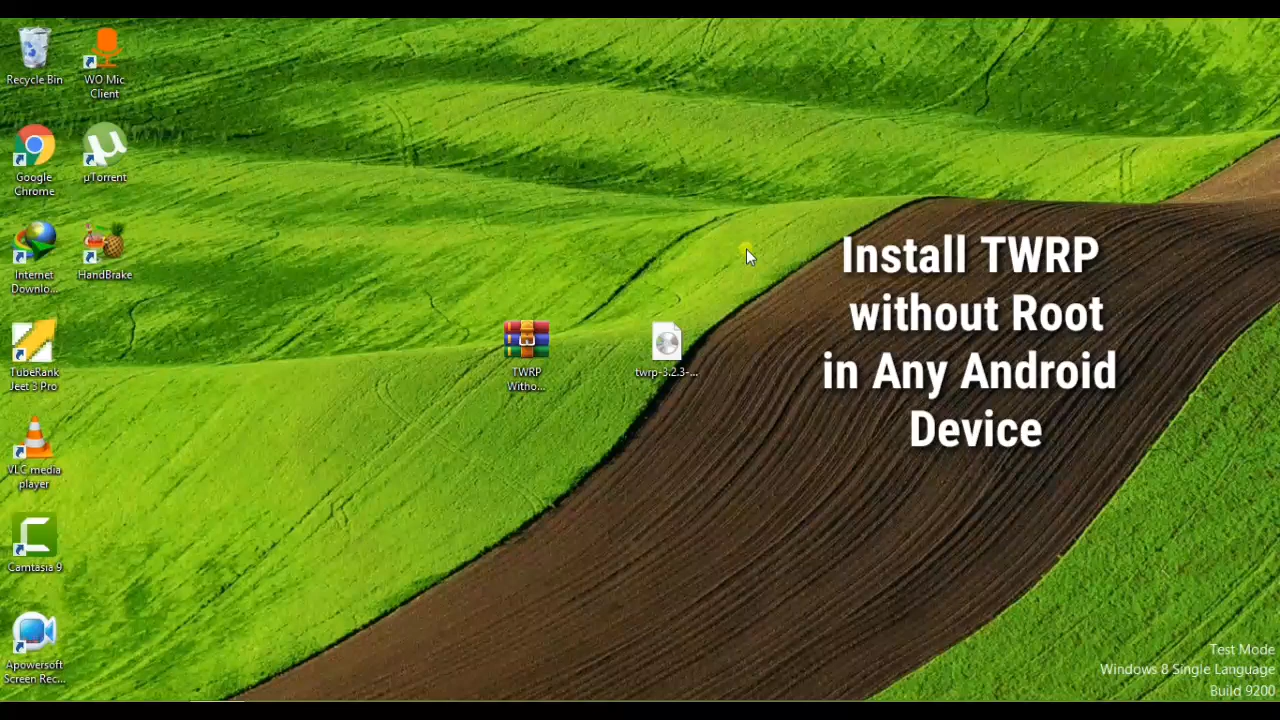 Recycle Bin
WO Mic
Client
Google
Chrome
µTorrent
Internet
Downlo...
HandBrake
TubeRank
Jeet 3 Pro
TWRP
Witho...
twrp-3.2.3-...
VLC media
player
Camtasia 9
Apowersoft
Screen Rec...
Install TWRP
without Root
in Any Android
Device
Test Mode
Windows 8 Single Language
Build 9200